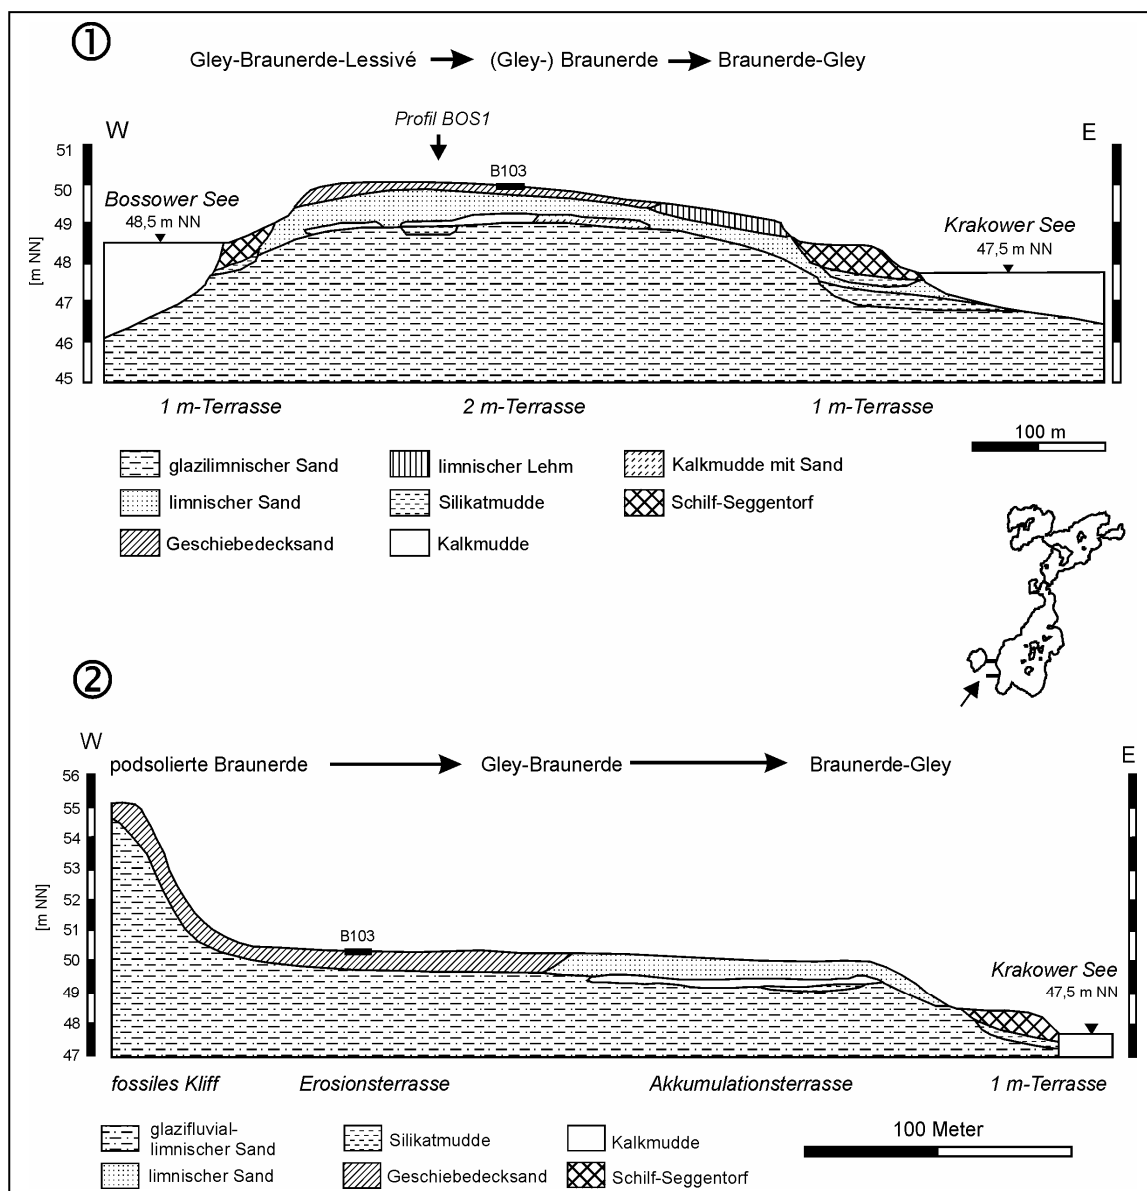 ①
Gley-Braunerde-Lessivé (Gley-) Braunerde Braunerde-Gley
Profil BOS1
W E
51
50
49
48
47
46
45
[m NN]
B103
Bossower See
48,5 m NN
Krakower See
47,5 m NN
1 m-Terrasse 2 m-Terrasse 1 m-Terrasse
100 m
glazilimnischer Sand limnischer Lehm Kalkmudde mit Sand
limnischer Sand Silikatmudde Schilf-Seggentorf
Geschiebedecksand Kalkmudde
②
W E
podsolierte Braunerde Gley-Braunerde Braunerde-Gley
56
55
54
53
52
51
50
49
48
47
[m NN]
B103
Krakower See
47,5 m NN
fossiles Kliff Erosionsterrasse Akkumulationsterrasse 1 m-Terrasse
100 Meter
glazifluvial-
limnischer Sand Silikatmudde Kalkmudde
limnischer Sand Geschiebedecksand Schilf-Seggentorf